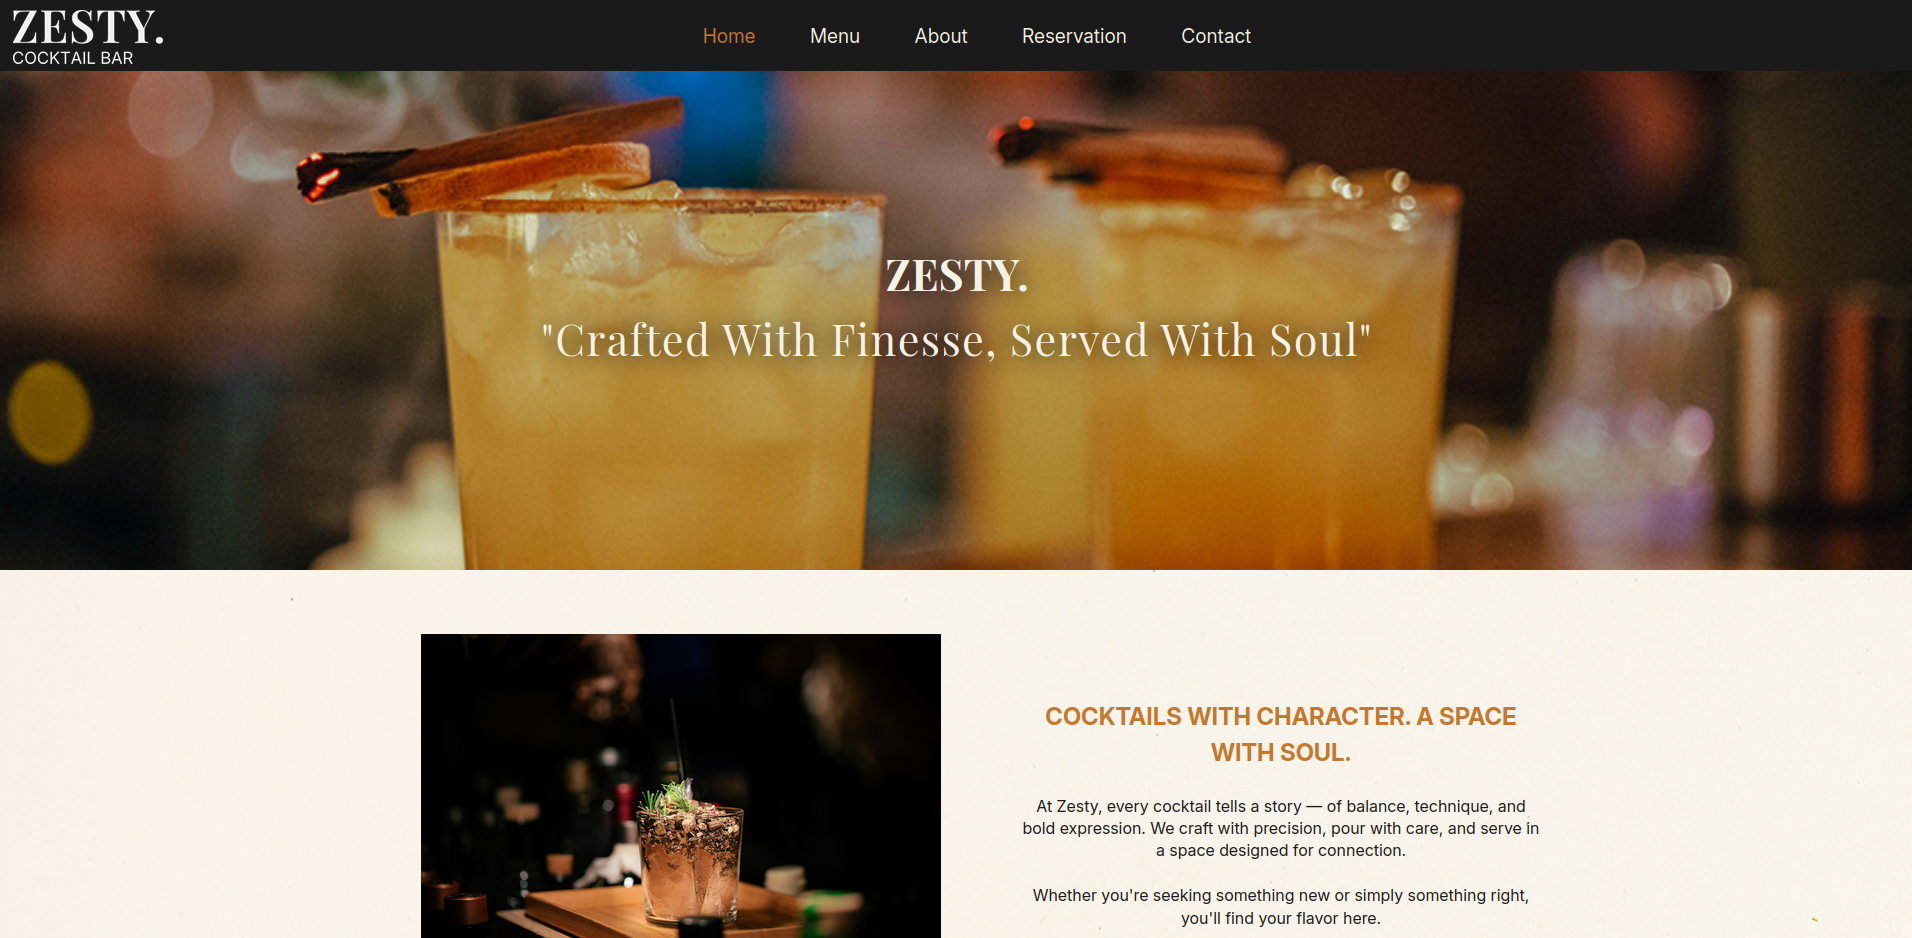 ZESTY.
COCKTAIL BAR
Home Menu About Reservation Contact
ZESTY.
"Crafted With Finesse, Served With Soul"
COCKTAILS WITH CHARACTER. A SPACE
WITH SOUL.
At Zesty, every cocktail tells a story — of balance, technique, and
bold expression. We craft with precision, pour with care, and serve in
a space designed for connection.
Whether you're seeking something new or simply something right,
you'll find your flavor here.